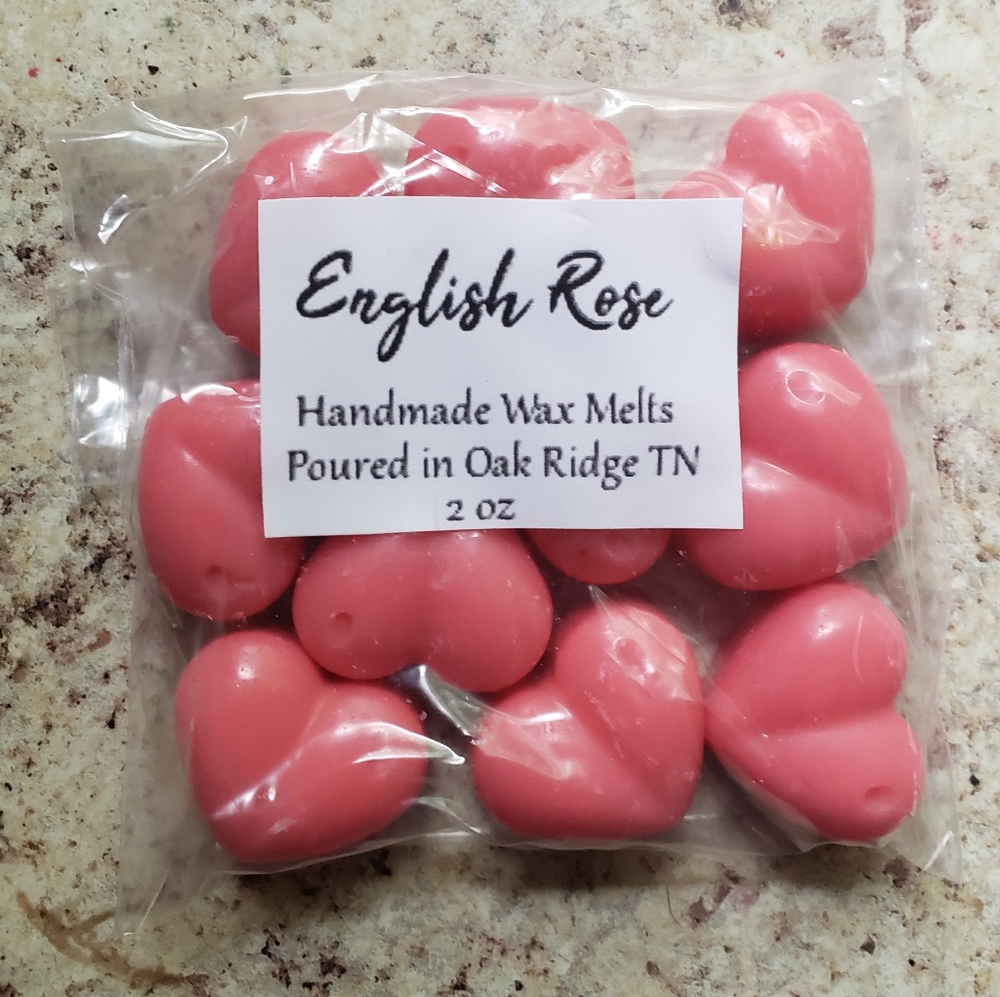 English Rose
Handmade Wax Melts
Poured in Oak Ridge TN
2 oz